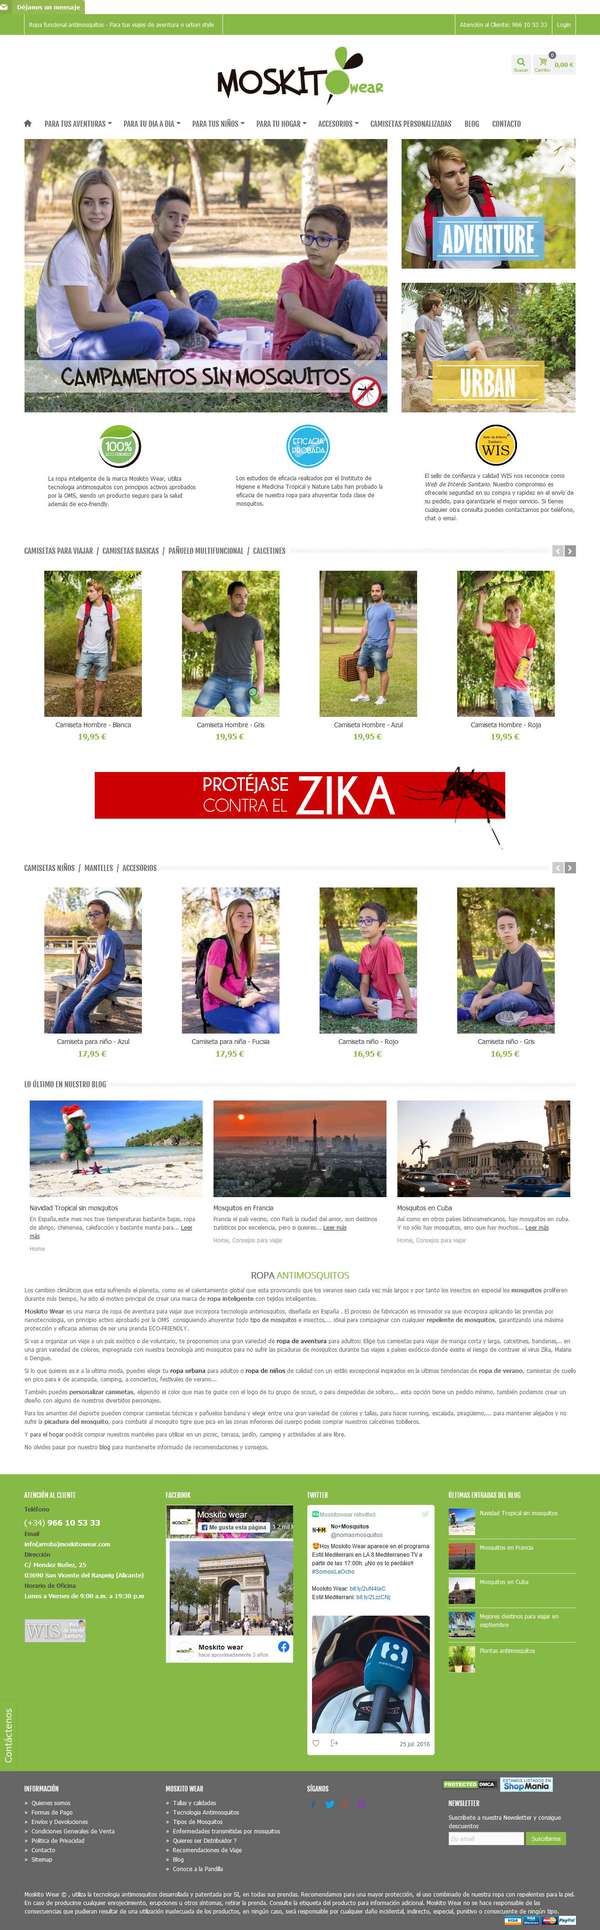 Déjanos un mensaje
Ropa funcional antimosquitos - Para tus viajes de aventura o urban style
Atención al Cliente: 966 10 53 33
Login
MOSKITO wear
Buscar
Carrito
0
0,00 €
PARA TUS AVENTURAS
PARA TU DIA A DIA
PARA TUS NIÑOS
PARA TU HOGAR
ACCESORIOS
CAMISETAS PERSONALIZADAS
BLOG
CONTACTO
CAMPAMENTOS SIN MOSQUITOS
ADVENTURE
URBAN
100%
ECO-FRIENDLY
La ropa inteligente de la marca Moskito Wear, utiliza
tecnología antimosquitos con principios activos aprobados
por la OMS, siendo un producto seguro para la salud
además de eco-friendly.
EFICACIA
PROBADA
Los estudios de eficacia realizados por el Instituto de
Higiene e Medicina Tropical y Nature Labs han probado la
eficacia de nuestra ropa para ahuyentar toda clase de
mosquitos.
Web de Interés Sanitario
WIS
El sello de confianza y calidad WIS nos reconoce como
Web de Interés Sanitario. Nuestro compromiso es
ofrecerle seguridad en su compra y rapidez en el envío de
su pedido, para garantizarle el mejor servicio. Si tienes
cualquier otra consulta puedes contactarnos por teléfono,
chat o email.
CAMISETAS PARA VIAJAR / CAMISETAS BASICAS / PAÑUELO MULTIFUNCIONAL / CALCETINES
Camiseta Hombre - Blanca
19,95 €
Camiseta Hombre - Gris
19,95 €
Camiseta Hombre - Azul
19,95 €
Camiseta Hombre - Roja
19,95 €
PROTÉJASE
CONTRA EL ZIKA
CAMISETAS NIÑOS / MANTELES / ACCESORIOS
Camiseta para niño - Azul
17,95 €
Camiseta para niña - Fucsia
17,95 €
Camiseta niño - Rojo
16,95 €
Camiseta niño - Gris
16,95 €
LO ÚLTIMO EN NUESTRO BLOG
Navidad Tropical sin mosquitos
En España,este mes nos trae temperaturas bastante bajas, ropa
de abrigo, chimenea, calefacción y bastante manta para... Leer
más
Home
Mosquitos en Francia
Francia el país vecino, con París la ciudad del amor, son destinos
turísticos por excelencia, pero si quieres... Leer más
Home, Consejos para viajar
Mosquitos en Cuba
Así como en otros países latinoamericanos, hay mosquitos en cuba.
Y no sólo hay mosquitos, sino que hay muchos... Leer más
Home, Consejos para viajar
ROPA ANTIMOSQUITOS
Los cambios climáticos que esta sufriendo el planeta, como es el calentamiento global que esta provocando que los veranos sean cada vez más largos y por tanto los insectos en especial los mosquitos proliferen
durante más tiempo, ha sido el motivo principal de crear una marca de ropa inteligente con tejidos inteligentes.
Moskito Wear es una marca de ropa de aventura para viajar que incorpora tecnología antimosquitos, diseñada en España . El proceso de fabricación es innovador ya que incorpora aplicando las prendas por
nanotecnología, un principio activo aprobado por la OMS consiguiendo ahuyentar todo tipo de mosquitos e insectos,... ideal para compaginar con cualquier repelente de mosquitos, garantizando una máxima
protección y eficacia ademas de ser una prenda ECO-FRIENDLY.
Si vas a organizar un viaje a un país exótico o de voluntario, te proponemos una gran variedad de ropa de aventura para adultos: Elige tus camisetas para viajar de manga corta y larga, calcetines, bandanas,... en
una gran variedad de colores, impregnada con nuestra tecnología anti mosquitos para no sufrir las picaduras de mosquitos durante tus viajes a países exóticos donde existe el riesgo de contraer el virus Zika, Malaria
o Dengue.
Si lo que quieres es ir a la ultima moda, puedes elegir tu ropa urbana para adultos o ropa de niños de calidad con un estilo excepcional inspirados en la ultimas tendencias de ropa de verano, camisetas de cuello
en pico para ir de acampada, camping, a conciertos, festivales de verano...
También puedes personalizar camisetas, eligiendo el color que mas te guste con el logo de tu grupo de scout, o para despedidas de soltero,.. esta opción tiene un pedido mínimo, también podemos crear un
diseño con alguno de nuestros divertidos personajes.
Para los amantes del deporte pueden comprar camisetas técnicas y pañuelos bandana y elegir entre una gran variedad de colores y tallas, para hacer running, escalada, piragüismo,... para mantener alejados y no
sufrir la picadura del mosquito, para combatir al mosquito tigre que pica en las zonas inferiores del cuerpo podeis comprar nuestros calcetines tobilleros.
Y para el hogar podrás comprar nuestros manteles para utilizar en un picnic, terraza, jardín, camping y actividades al aire libre.
No olvides pasar por nuestro blog para mantenerte informado de recomendaciones y consejos.
ATENCIÓN AL CLIENTE
Teléfono
(+34) 966 10 53 33
Email
info(arroba)moskitowear.com
Dirección
C/ Mendez Nuñez, 25
03690 San Vicente del Raspeig (Alicante)
Horario de Oficina
Lunes a Viernes de 9:00 a.m. a 19:30 p.m
WIS
Web de Interés Sanitario
FACEBOOK
Moskito wear
Me gusta esta página
3,2 mil
Moskito wear
hace aproximadamente 3 años
TWITTER
Moskitowear Retwitted
No+Mosquitos
@nomasmosquitos
Hoy Moskito Wear aparece en el programa
Estil Mediterrani en LA 8 Mediterraneo TV a
partir de las 17:00h. ¡¡No os lo perdáis!!
#SomosLaOcho
Moskito Wear:
Estil Mediterrani:
8
25 jul. 2016
ÚLTIMAS ENTRADAS DEL BLOG
Navidad Tropical sin mosquitos
Mosquitos en Francia
Mosquitos en Cuba
Mejores destinos para viajar en
septiembre
Plantas antimosquitos
Contáctenos
INFORMACIÓN
Quienes somos
Formas de Pago
Envíos y Devoluciones
Condiciones Generales de Venta
Política de Privacidad
Contacto
Sitemap
MOSKITO WEAR
Tallas y calidades
Tecnologia Antimosquitos
Tipos de Mosquitos
Enfermedades transmitidas por mosquitos
Quieres ser Distribuidor ?
Recomendaciones de Viaje
Blog
Conoce a la Pandilla
SÍGANOS
PROTECTED DMCA
ESTAMOS LISTADOS EN
ShopMania
NEWSLETTER
Suscríbete a nuestra Newsletter y consigue
descuentos
Su email
Suscribirse
Moskito Wear © , utiliza la tecnología antimosquitos desarrollada y patentada por SI, en todas sus prendas. Recomendamos para una mayor protección, el uso combinado de nuestra ropa con repelentes para la piel.
En caso de producirse cualquier enrojecimiento, erupciones u otros síntomas, retirar la prenda. Consulte la etiqueta del producto para información adicional. Moskito Wear no se hace responsable de las
consecuencias que pudieran resultar de una utilización inadecuada de los productos, en ningún caso, será responsable por cualquier daño incidental, indirecto, especial, punitivo o consecuente de ningún tipo.
VISA
PayPal